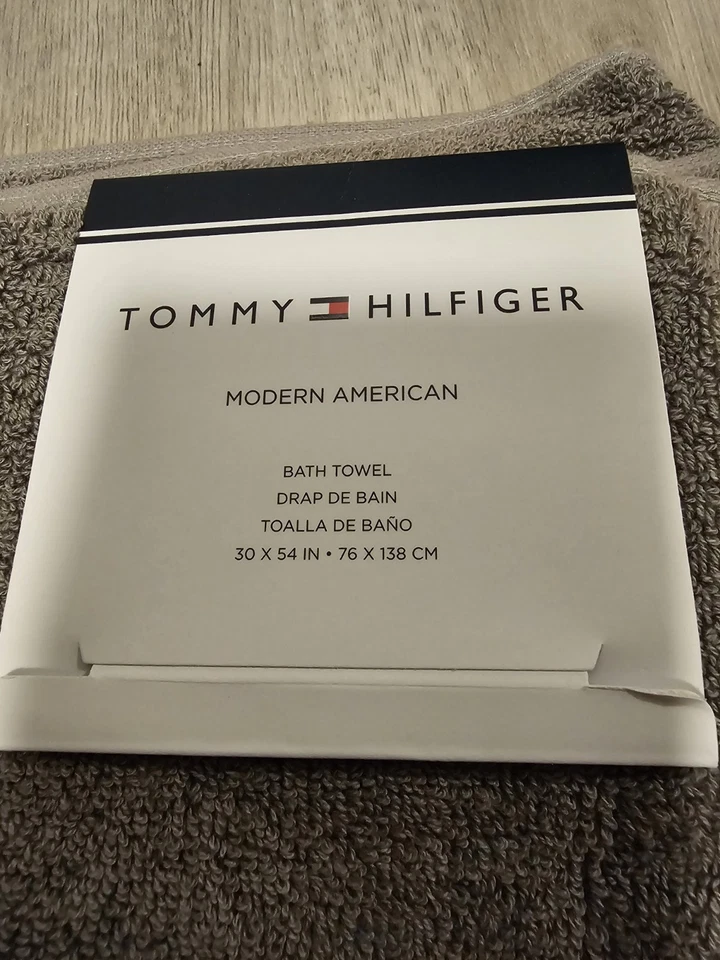 TOMMY HILFIGER
MODERN AMERICAN
BATH TOWEL
DRAP DE BAIN
TOALLA DE BAÑO
30 X 54 IN • 76 X 138 CM